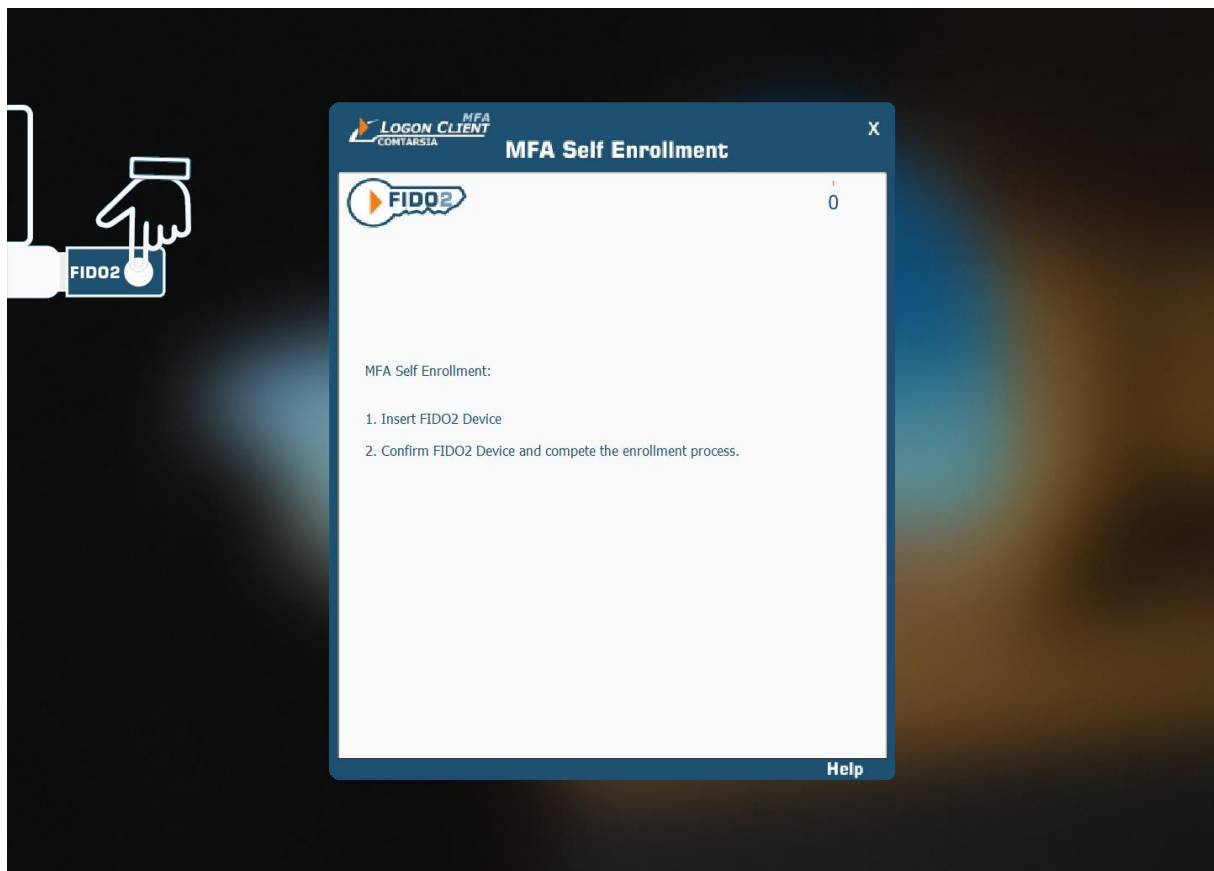 FIDO2
MFA
LOGON CLIENT
COMTARSIA
MFA Self Enrollment
X
FIDO2
0
MFA Self Enrollment:
1. Insert FIDO2 Device
2. Confirm FIDO2 Device and compete the enrollment process.
Help